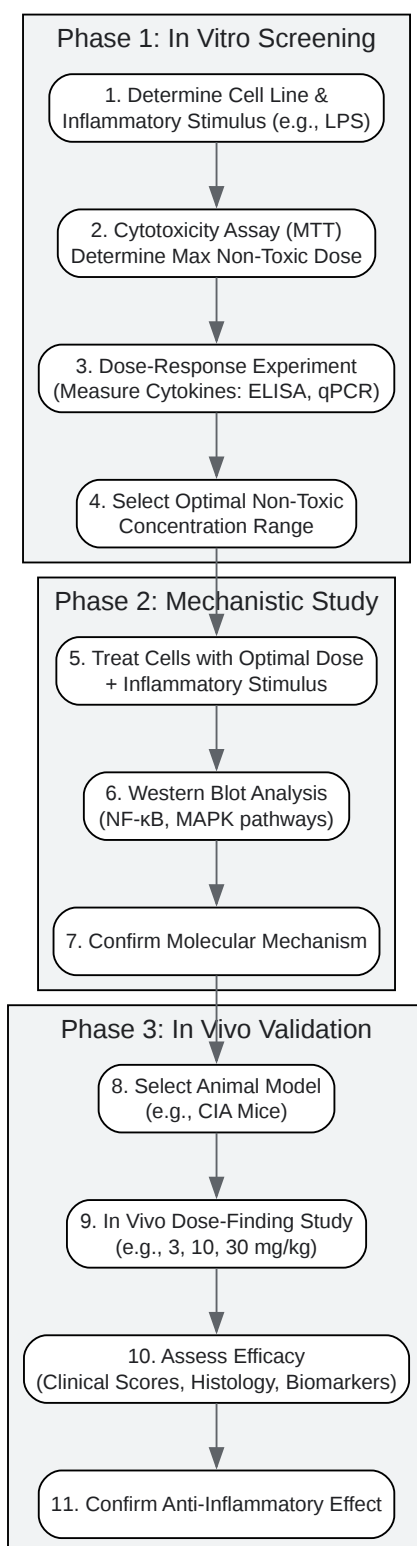 Phase 1: In Vitro Screening
1. Determine Cell Line &
Inflammatory Stimulus (e.g., LPS)
2. Cytotoxicity Assay (MTT)
Determine Max Non-Toxic Dose
3. Dose-Response Experiment
(Measure Cytokines: ELISA, qPCR)
4. Select Optimal Non-Toxic
Concentration Range
Phase 2: Mechanistic Study
5. Treat Cells with Optimal Dose
+ Inflammatory Stimulus
6. Western Blot Analysis
(NF-κB, MAPK pathways)
7. Confirm Molecular Mechanism
Phase 3: In Vivo Validation
8. Select Animal Model
(e.g., CIA Mice)
9. In Vivo Dose-Finding Study
(e.g., 3, 10, 30 mg/kg)
10. Assess Efficacy
(Clinical Scores, Histology, Biomarkers)
11. Confirm Anti-Inflammatory Effect